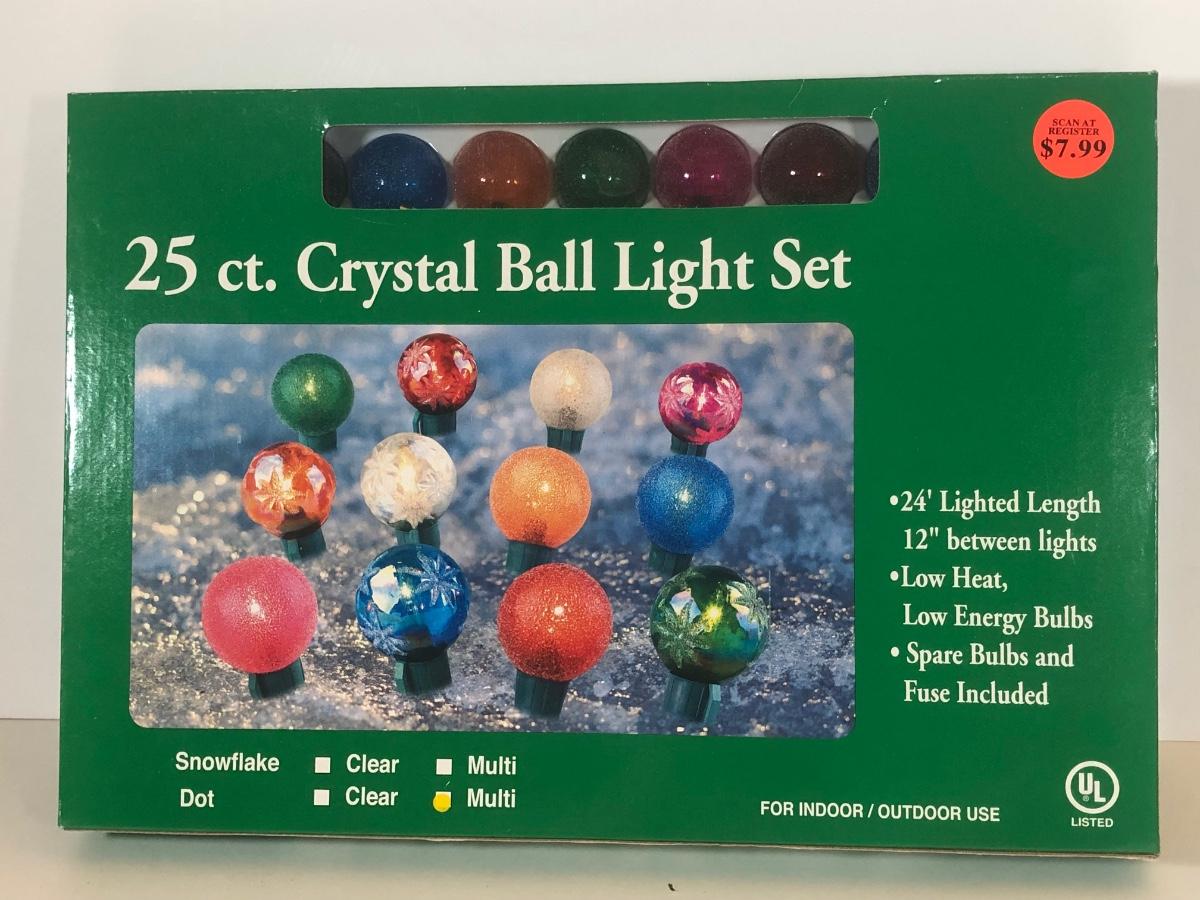 SCAN AT
REGISTER
$7.99
25 ct. Crystal Ball Light Set
•24' Lighted Length
12" between lights
•Low Heat,
Low Energy Bulbs
• Spare Bulbs and
Fuse Included
Snowflake Clear Multi
Dot Clear Multi
FOR INDOOR / OUTDOOR USE
UL
®
LISTED